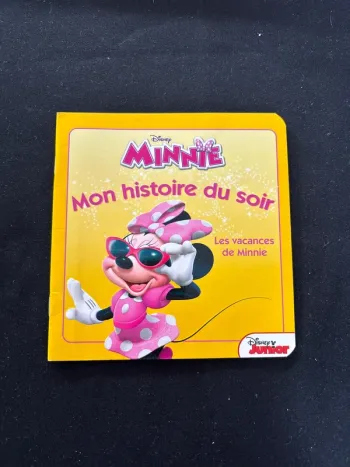 Disney
MINNIE
Mon histoire du soir
Les vacances
de Minnie
Disney
Junior